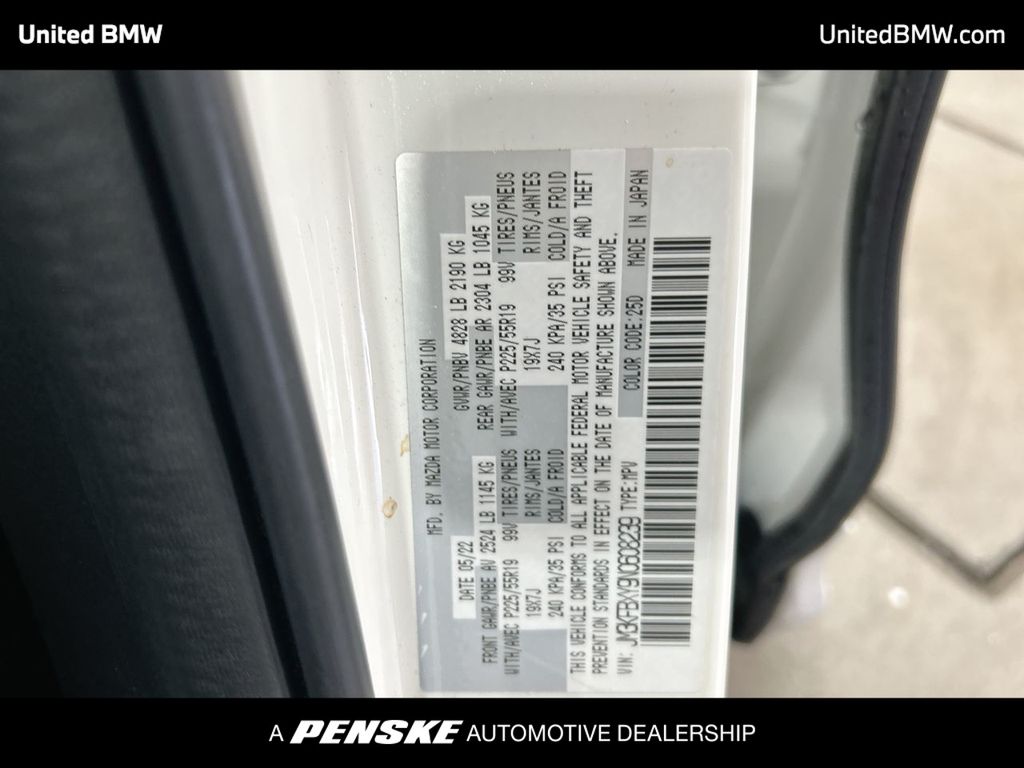 United BMW
UnitedBMW.com
MFD. BY MAZDA MOTOR CORPORATION
DATE 05/22
GVWR/PNBV 4828 LB 2190 KG
FRONT GAWR/PNBE AV 2524 LB 1145 KG
REAR GAWR/PNBE AR 2304 LB 1045 KG
WITH/AVEC P225/55R19 99V TIRES/PNEUS WITH/AVEC P225/55R19 99V TIRES/PNEUS
19X7J RIMS/JANTES 19X7J RIMS/JANTES
240 KPA/35 PSI COLD/A FROID 240 KPA/35 PSI COLD/A FROID
THIS VEHICLE CONFORMS TO ALL APPLICABLE FEDERAL MOTOR VEHICLE SAFETY AND THEFT
PREVENTION STANDARDS IN EFFECT ON THE DATE OF MANUFACTURE SHOWN ABOVE.
VIN: JM3KFBXY9N0608239 TYPE:MPV COLOR CODE:25D MADE IN JAPAN
A PENSKE AUTOMOTIVE DEALERSHIP